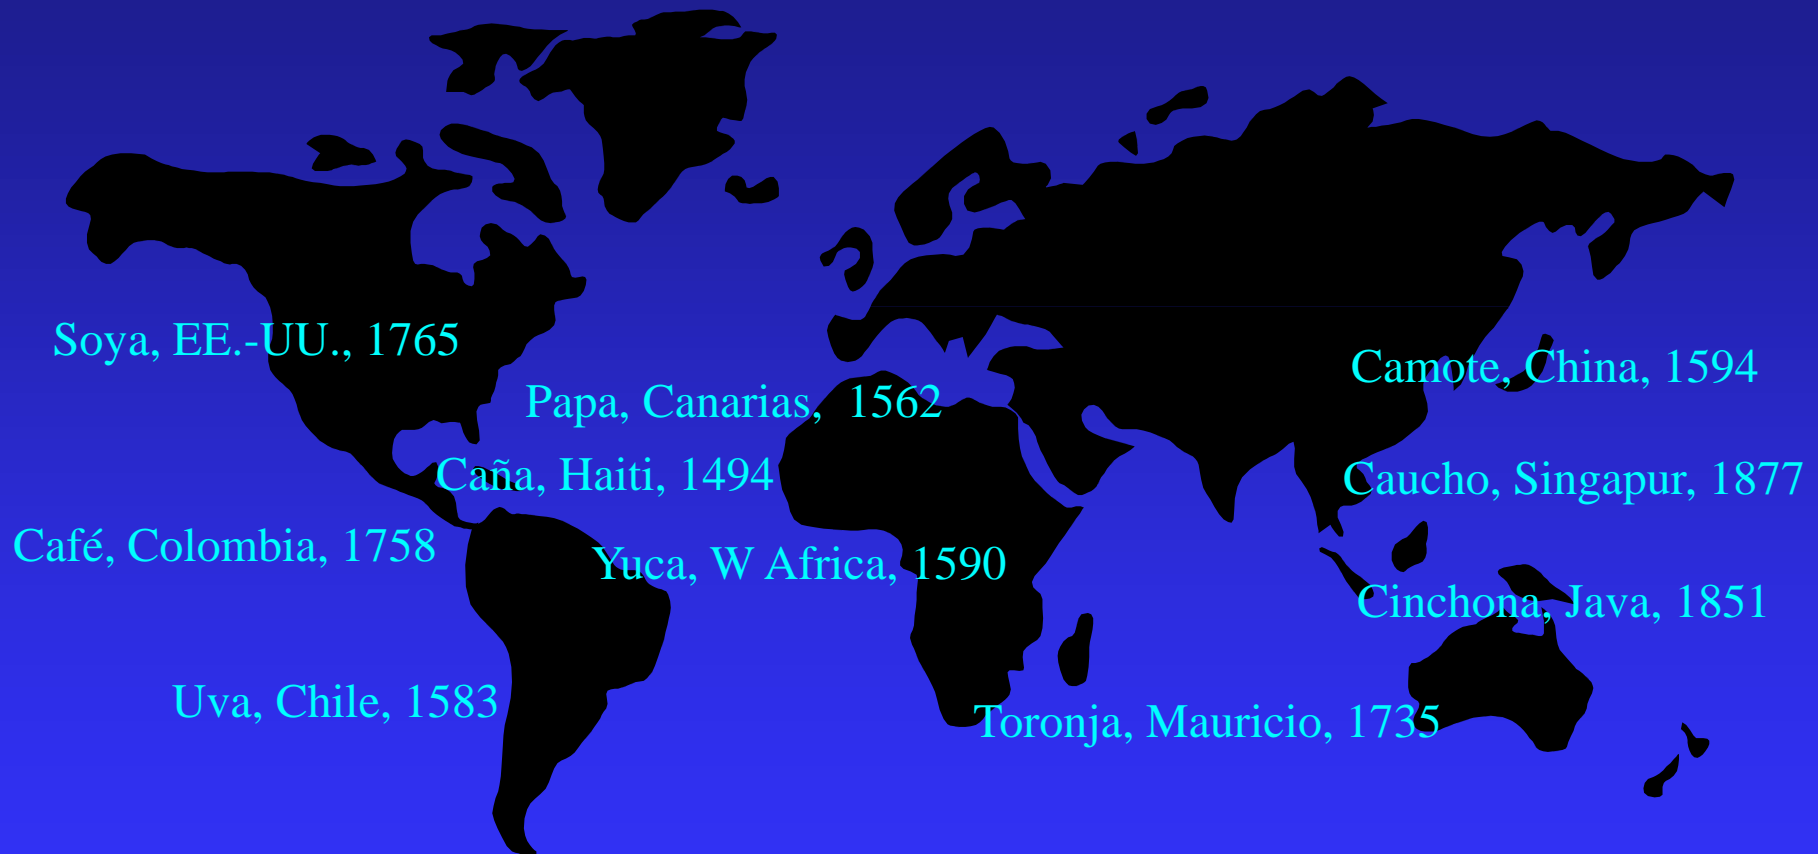 Soya, EE.-UU., 1765
Camote, China, 1594
Papa, Canarias, 1562
Caña, Haiti, 1494
Caucho, Singapur, 1877
Café, Colombia, 1758
Yuca, W Africa, 1590
Cinchona, Java, 1851
Uva, Chile, 1583
Toronja, Mauricio, 1735